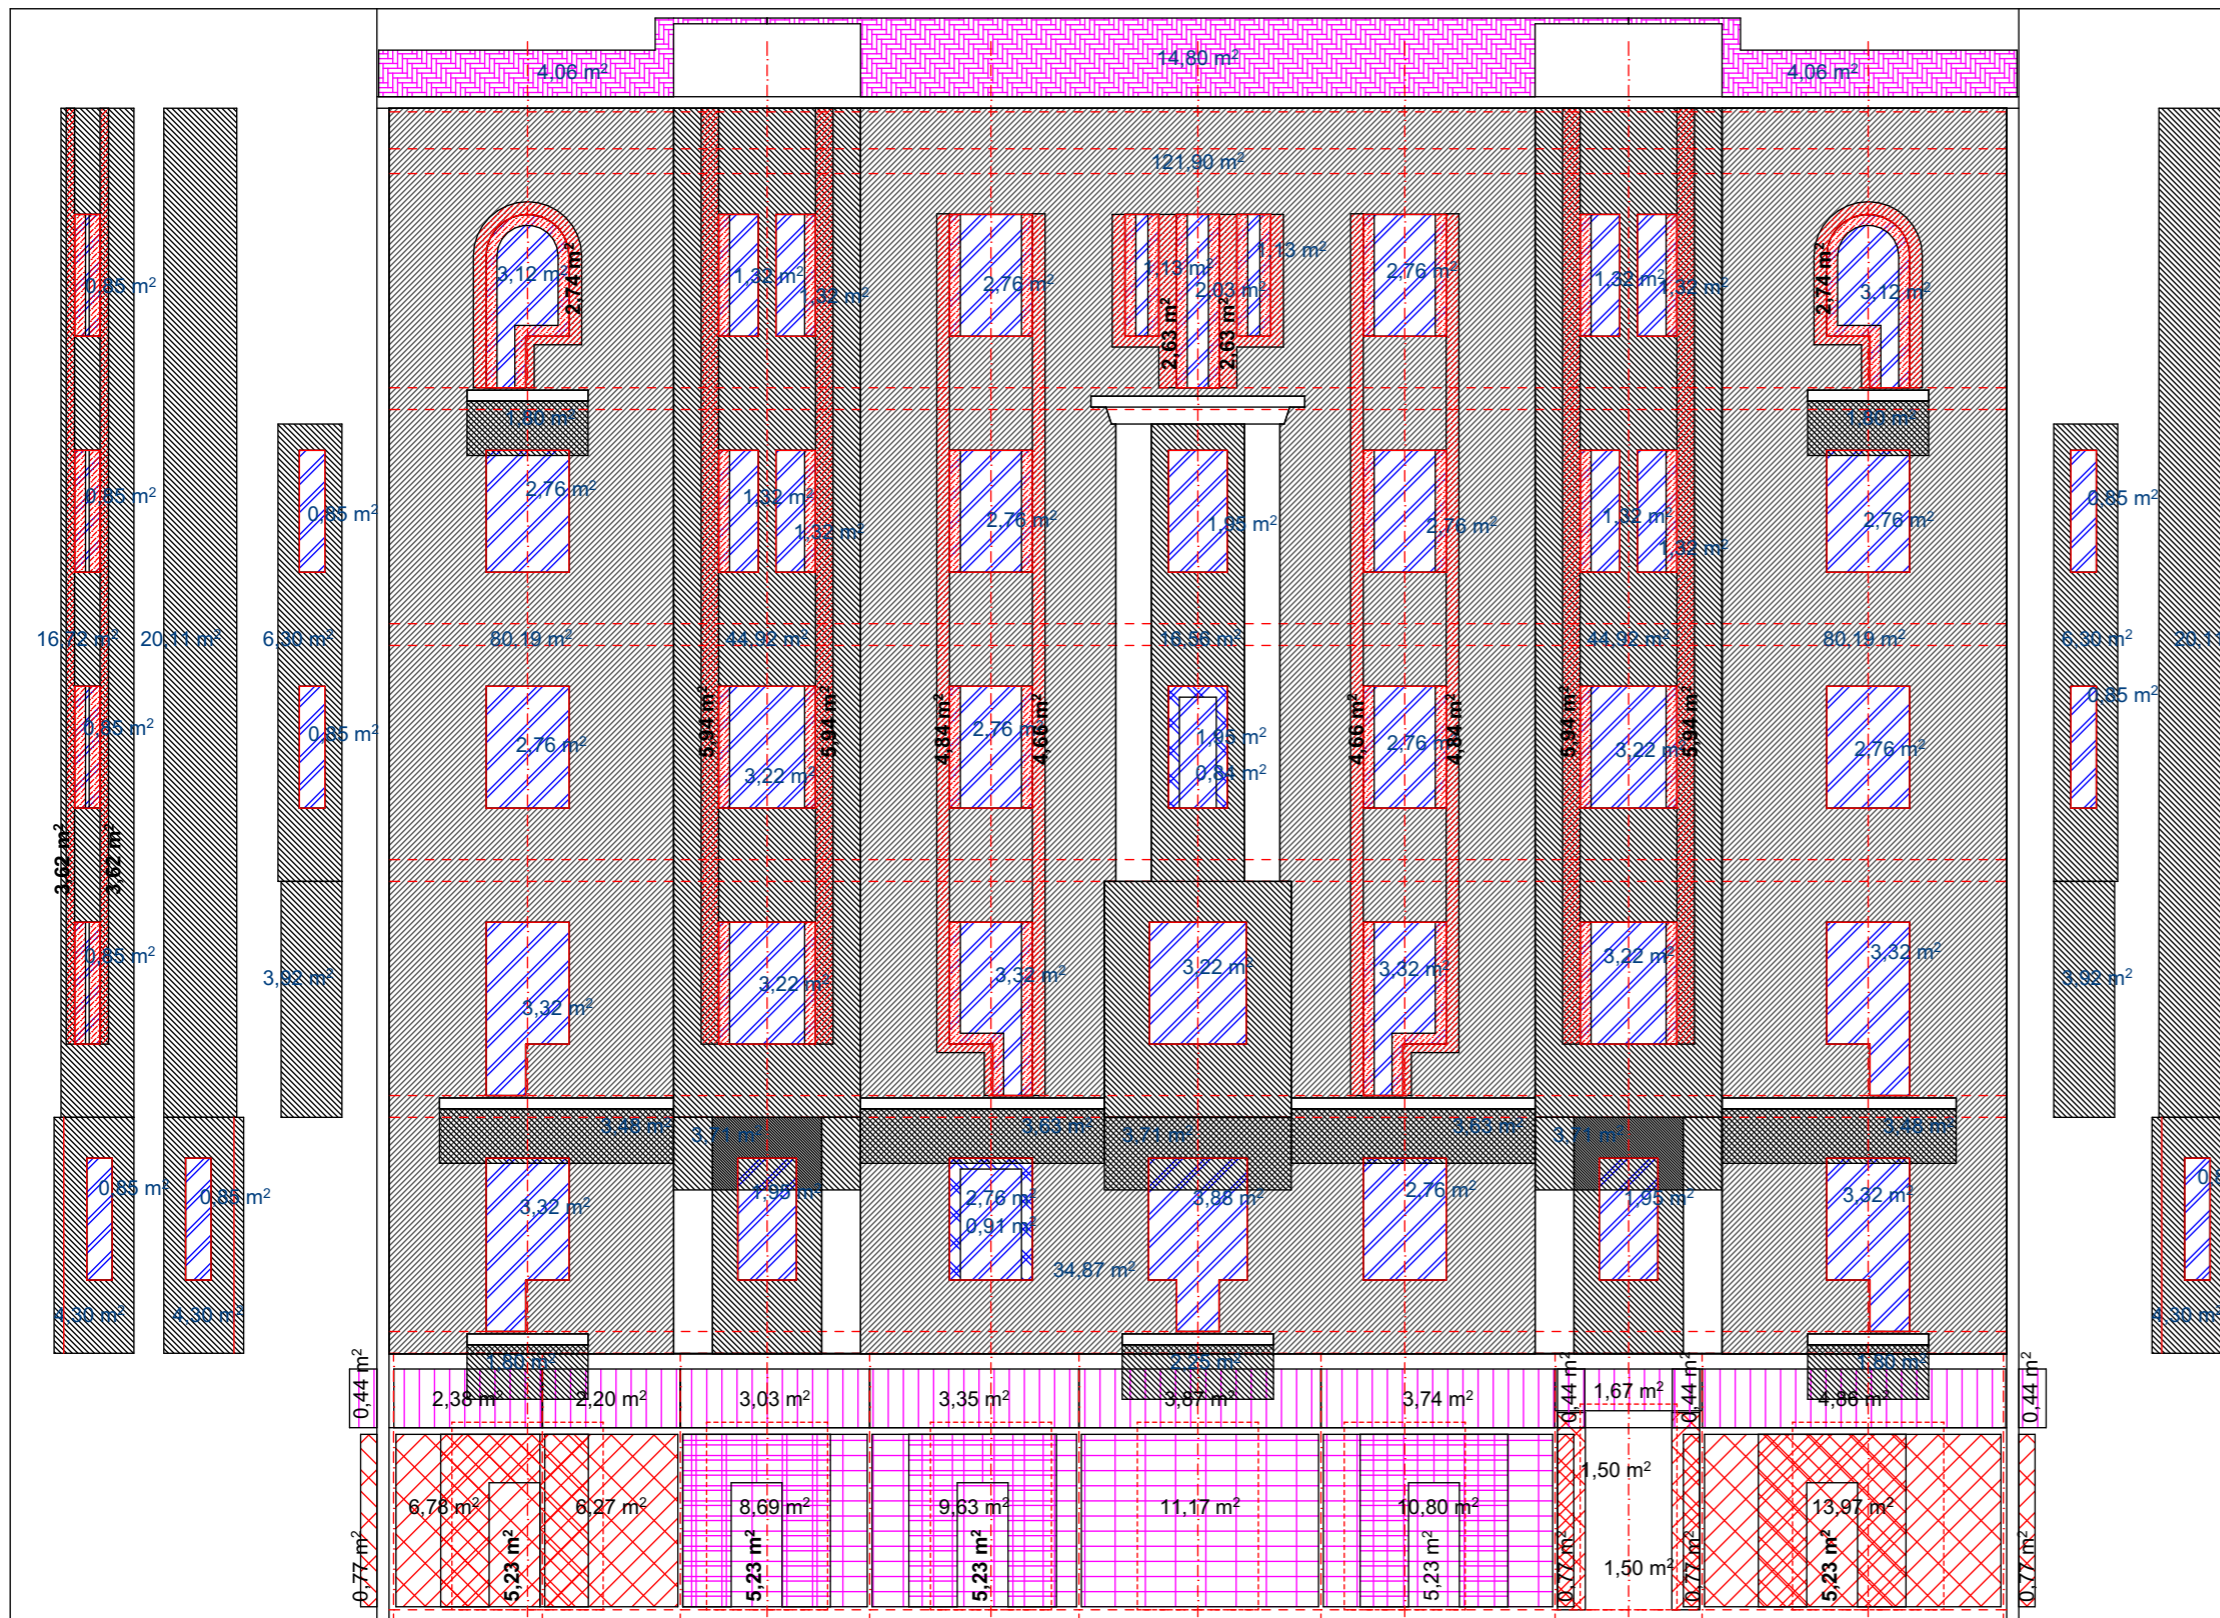 4,06 m²
14,80 m²
4,06 m²
121,90 m²
0,85 m²
3,12 m²
2,74 m²
1,32 m²
1,32 m²
2,76 m²
1,13 m²
1,13 m²
2,03 m²
2,63 m²
2,63 m²
2,76 m²
1,32 m²
1,32 m²
2,74 m²
3,12 m²
1,80 m²
1,80 m²
0,85 m²
0,85 m²
2,76 m²
1,32 m²
1,32 m²
2,76 m²
1,95 m²
2,76 m²
1,32 m²
1,32 m²
2,76 m²
0,85 m²
16,72 m²
20,11 m²
6,30 m²
80,19 m²
44,92 m²
16,56 m²
44,92 m²
80,19 m²
6,30 m²
20,11
0,85 m²
0,85 m²
2,76 m²
5,94 m²
3,22 m²
5,94 m²
4,84 m²
2,76 m²
4,66 m²
1,95 m²
0,84 m²
4,66 m²
2,76 m²
4,84 m²
5,94 m²
3,22 m²
5,94 m²
2,76 m²
0,85 m²
3,62 m²
3,62 m²
0,85 m²
3,92 m²
3,32 m²
3,22 m²
3,32 m²
3,22 m²
3,32 m²
3,22 m²
3,32 m²
3,92 m²
3,48 m²
3,71 m²
3,63 m²
3,71 m²
3,63 m²
3,71 m²
3,48 m²
0,85 m²
0,85 m²
3,32 m²
1,95 m²
2,76 m²
0,91 m²
3,88 m²
2,76 m²
1,95 m²
3,32 m²
0,8
34,87 m²
4,30 m²
4,30 m²
4,30 m²
1,80 m²
2,25 m²
1,80 m²
0,44 m²
2,38 m²
2,20 m²
3,03 m²
3,35 m²
3,87 m²
3,74 m²
0,44 m²
1,67 m²
0,44 m²
4,86 m²
0,44 m²
1,50 m²
6,78 m²
6,27 m²
8,69 m²
9,63 m²
11,17 m²
10,80 m²
13,97 m²
0,77 m²
5,23 m²
5,23 m²
5,23 m²
5,23 m²
0,77 m²
1,50 m²
0,77 m²
5,23 m²
0,77 m²